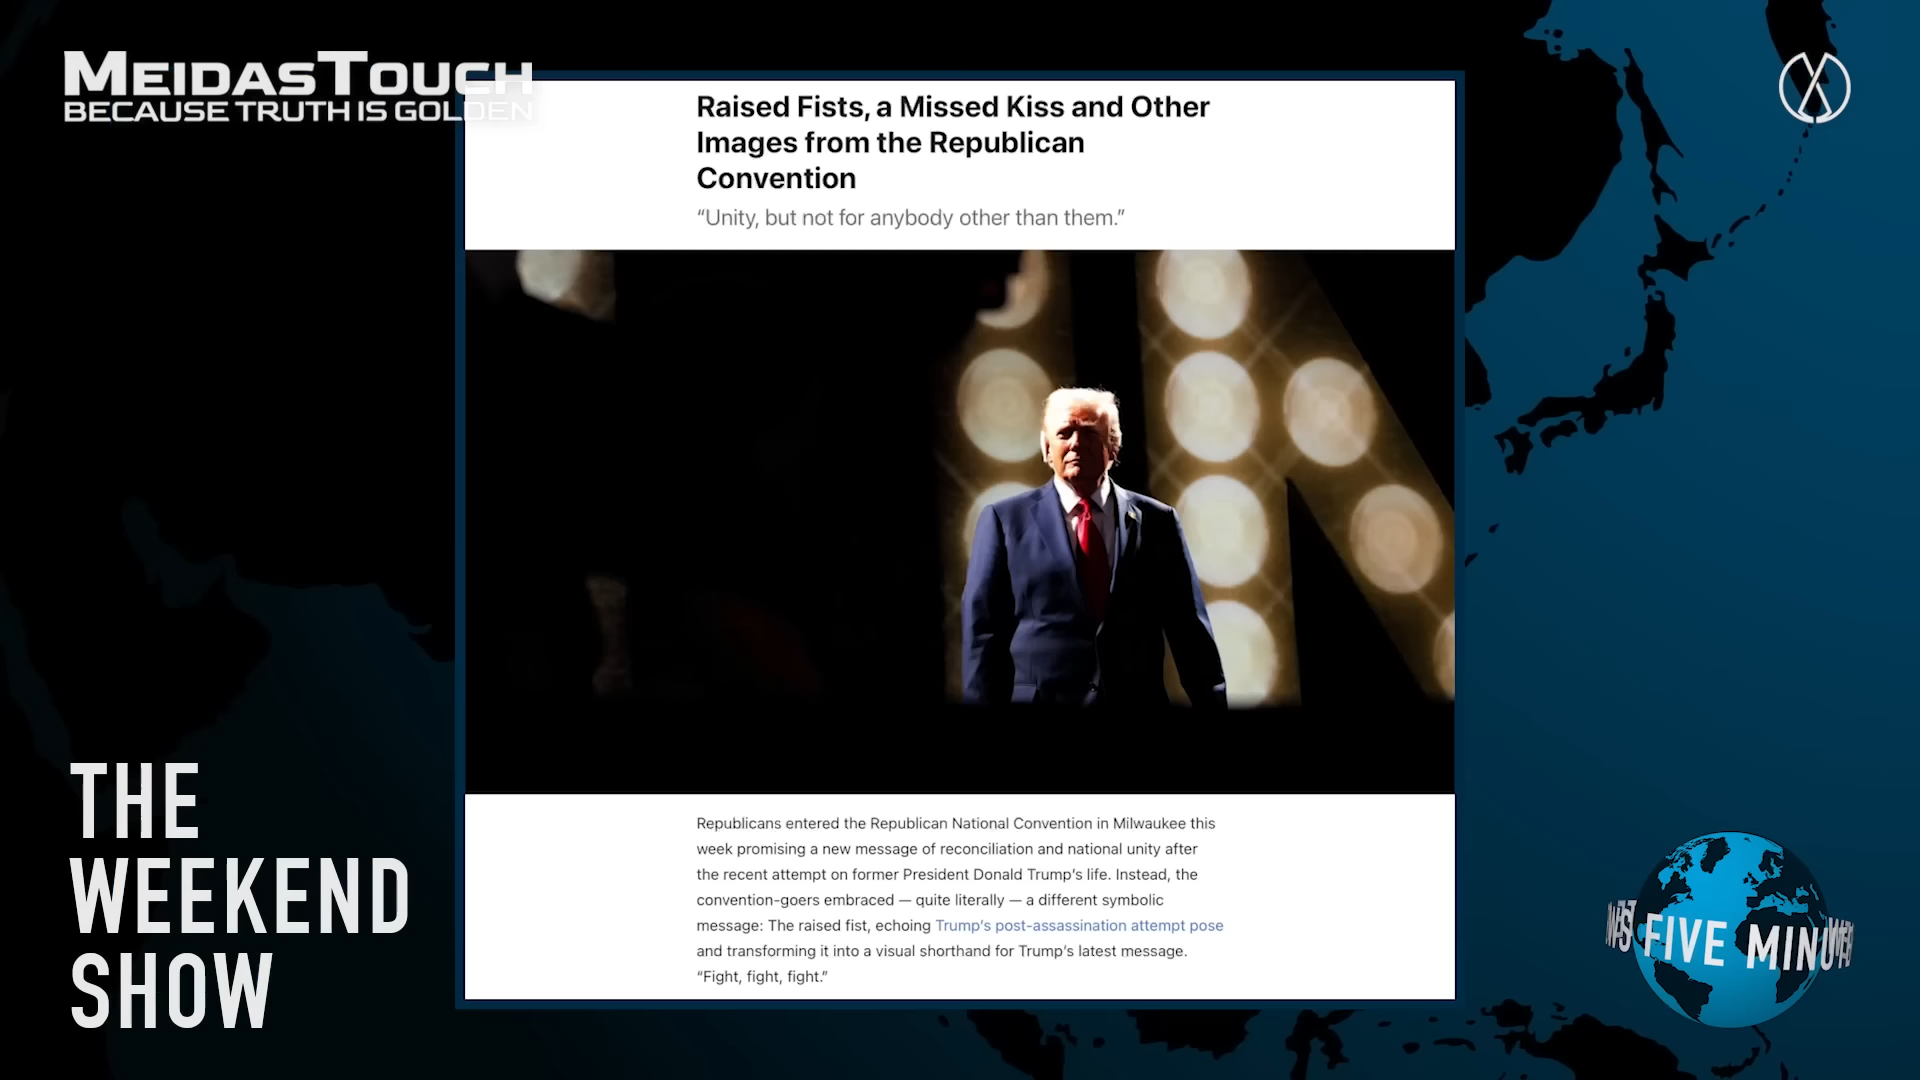 MEIDASTOUCH
BECAUSE TRUTH IS GOLDEN
Raised Fists, a Missed Kiss and Other
Images from the Republican
Convention
“Unity, but not for anybody other than them.”
Republicans entered the Republican National Convention in Milwaukee this
week promising a new message of reconciliation and national unity after
the recent attempt on former President Donald Trump’s life. Instead, the
convention-goers embraced — quite literally — a different symbolic
message: The raised fist, echoing Trump’s post-assassination attempt pose
and transforming it into a visual shorthand for Trump’s latest message.
“Fight, fight, fight.”
THE
WEEKEND
SHOW
FIVE